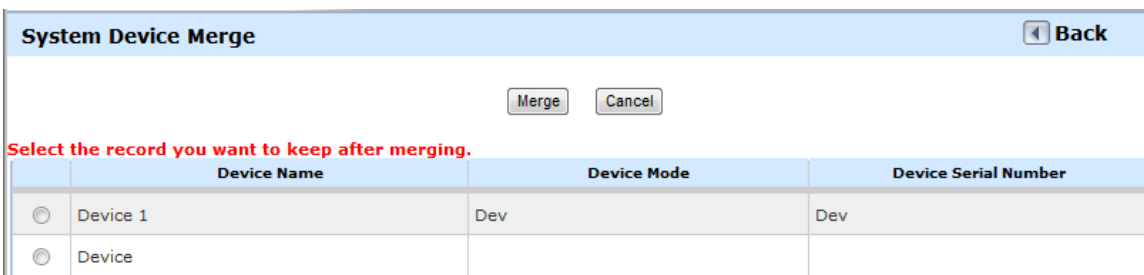 System Device Merge Back
Merge Cancel
Select the record you want to keep after merging.
Device Name Device Mode Device Serial Number
Device 1 Dev Dev
Device